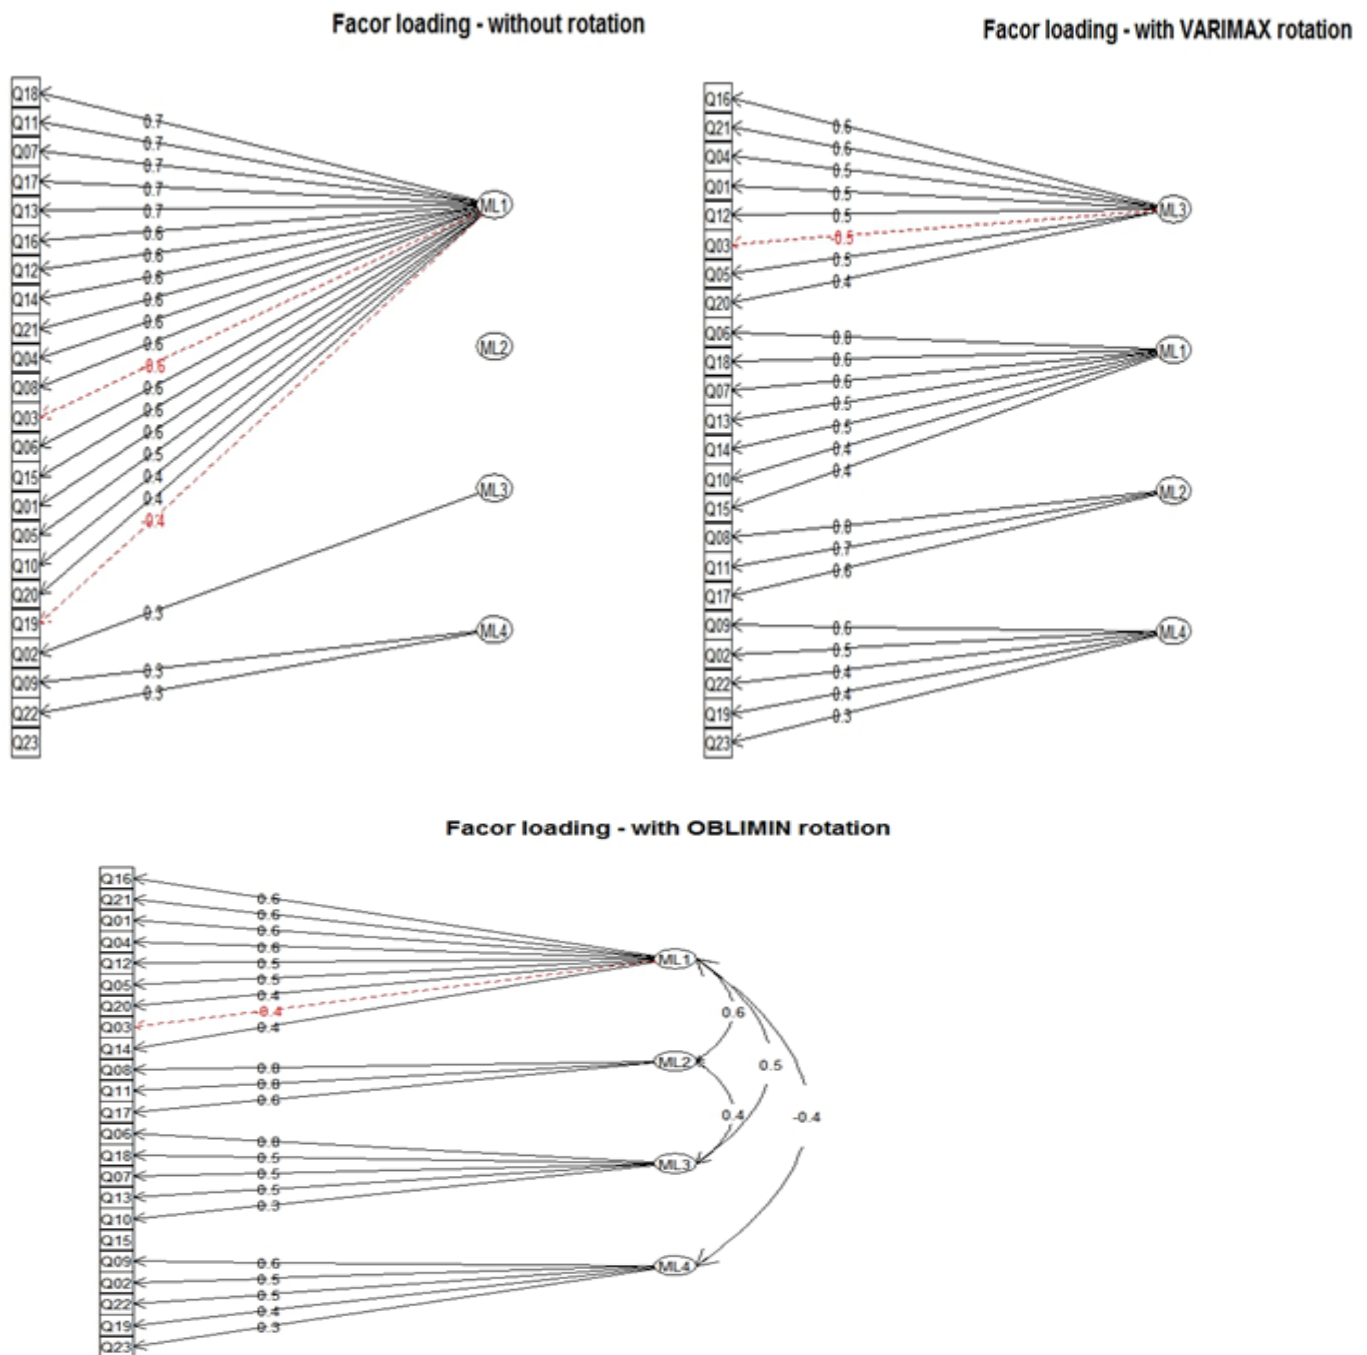 Facor loading - without rotation
Q18
Q11
Q07
Q17
Q13
Q16
Q12
Q14
Q21
Q04
Q08
Q03
Q06
Q15
Q01
Q05
Q10
Q20
Q19
Q02
Q09
Q22
Q23
0.7
0.7
0.7
0.7
0.7
0.6
0.6
0.6
0.6
0.6
0.6
-0.6
0.6
0.6
0.6
0.5
0.4
0.4
-0.4
0.3
0.3
0.3
ML1
ML2
ML3
ML4
Facor loading - with VARIMAX rotation
Q16
Q21
Q04
Q01
Q12
Q03
Q05
Q20
Q06
Q18
Q07
Q13
Q14
Q10
Q15
Q08
Q11
Q17
Q09
Q02
Q22
Q19
Q23
0.6
0.6
0.5
0.5
0.5
-0.5
0.5
0.4
0.8
0.6
0.6
0.5
0.5
0.4
0.4
0.8
0.7
0.6
0.6
0.5
0.4
0.4
0.3
ML3
ML1
ML2
ML4
Facor loading - with OBLIMIN rotation
Q16
Q21
Q01
Q04
Q12
Q05
Q20
Q03
Q14
Q08
Q11
Q17
Q06
Q18
Q07
Q13
Q10
Q15
Q09
Q02
Q22
Q19
Q23
0.6
0.6
0.6
0.6
0.5
0.5
0.4
-0.4
0.4
0.8
0.8
0.6
0.8
0.5
0.5
0.5
0.3
0.6
0.5
0.5
0.4
0.3
ML1
ML2
ML3
ML4
0.6
0.5
0.4
-0.4